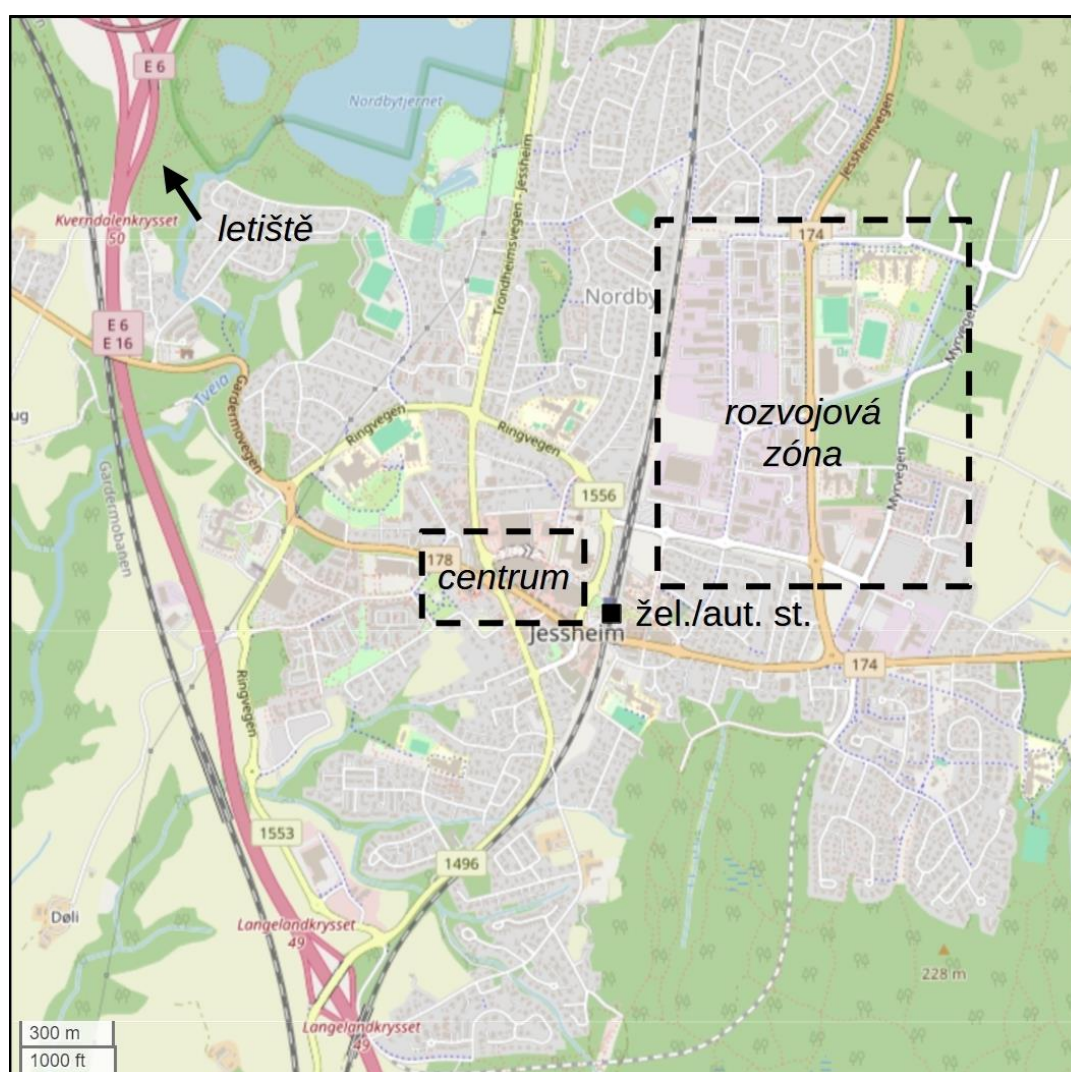 E 6
Nordbytjernet
Trondheimsvegen - Jessheim
Jessheimvegen
letiště
Kverndalenkrysset
50
174
Nordby
E 6
E 16
Tveia
Gardermovegen
Myrvegen
ug
Ringvegen
Ringvegen
rozvojová
zóna
Gardermobanen
1556
Myrvegen
178
centrum
žel./aut. st.
Jessheim
174
Ringvegen
1553
1496
Døli
Langelandkrysset
49
228 m
Langelandkrysset
49
300 m
1000 ft